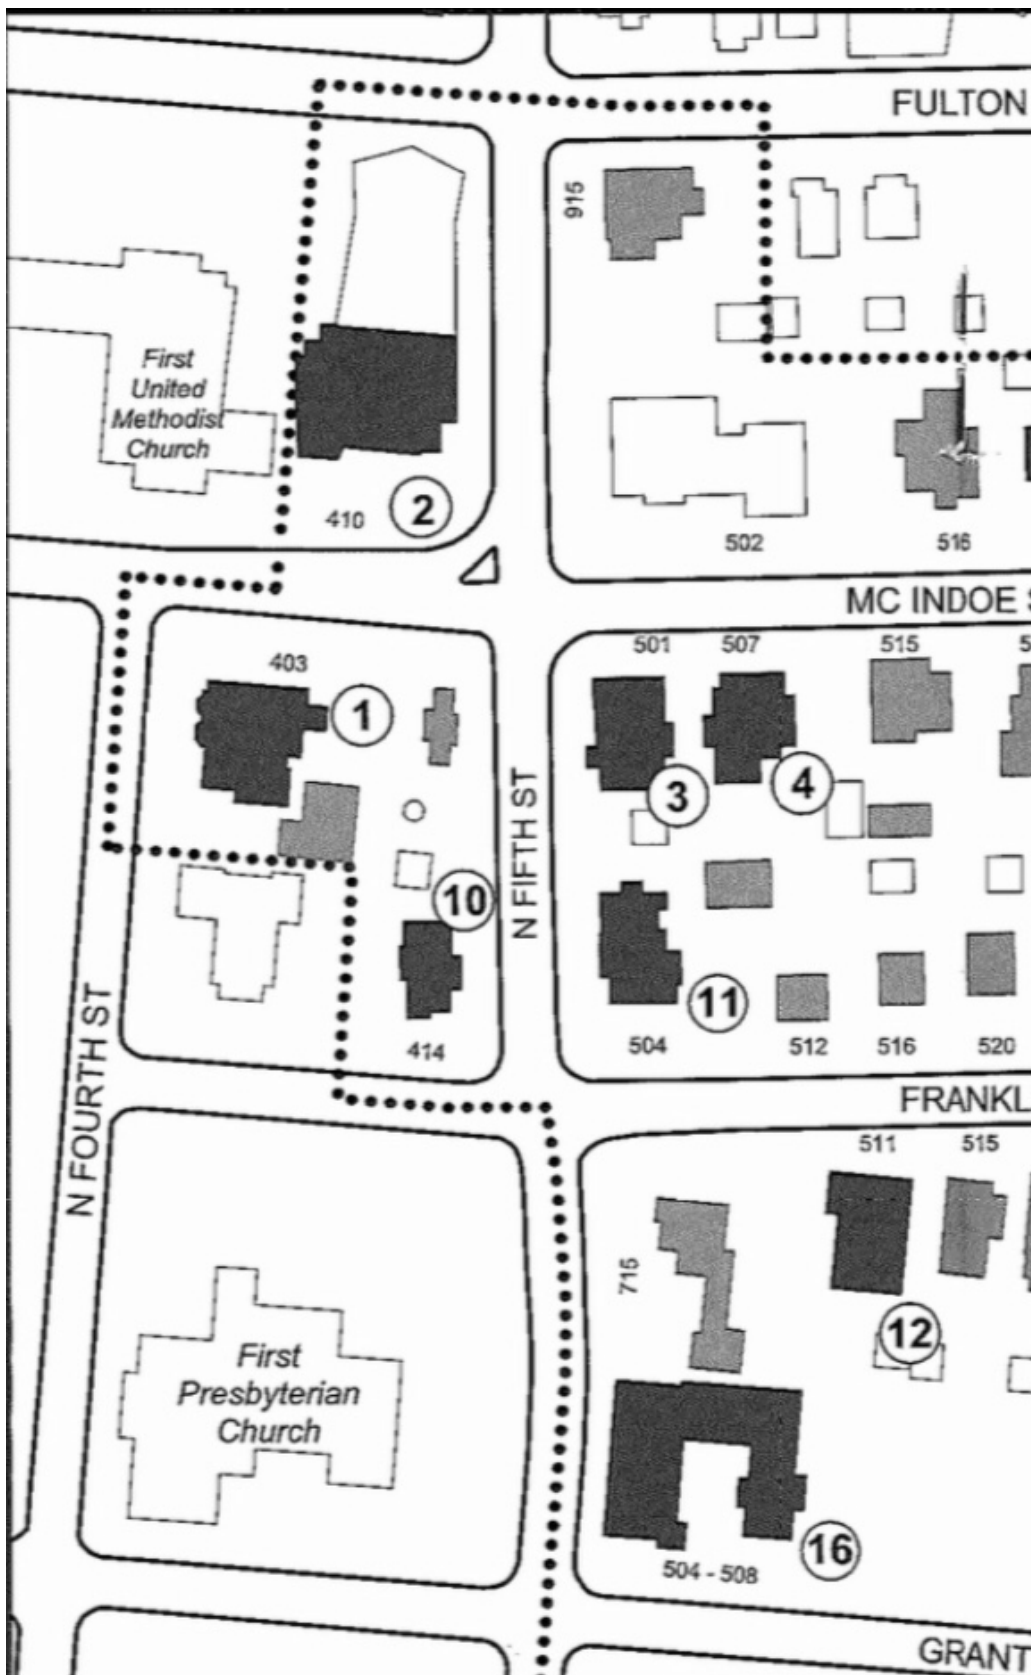 FULTON
915
First
United
Methodist
Church
410
2
502
516
MC INDOE
501
507
515
403
1
3
4
N FIFTH ST
10
11
414
504
512
516
520
N FOURTH ST
FRANKL
511
515
715
12
First
Presbyterian
Church
16
504 - 508
GRANT